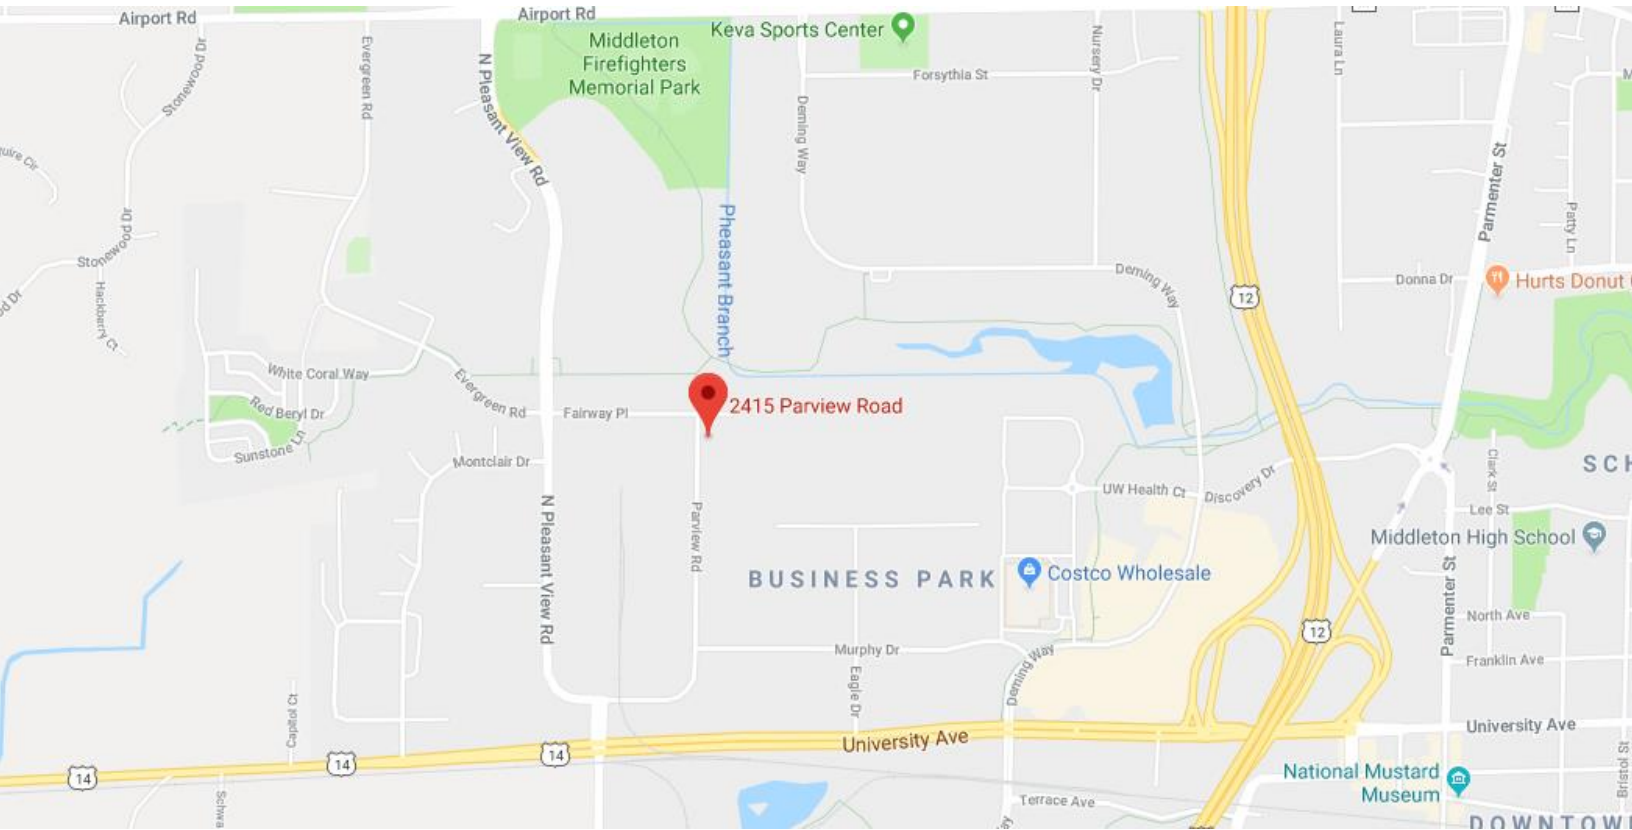 Airport Rd
Airport Rd
Keva Sports Center
Middleton
Firefighters
Memorial Park
Stonewood Dr
Evergreen Rd
N Pleasant View Rd
Forsythia St
Nursery Dr
Laura Ln
Deming Way
Parmenter St
Patty Ln
Pheasant Branch
Stonewood Dr
Hackberry Ct
Deming Way
12
Donna Dr
Hurts Donut
White Coral Way
Evergreen Rd
Red Beryl Dr
Fairway Pl
2415 Parview Road
Sunstone Ln
Montclair Dr
UW Health Ct
Discovery Dr
Clark St
Lee St
N Pleasant View Rd
Parview Rd
Middleton High School
BUSINESS PARK
Costco Wholesale
Parmenter St
North Ave
12
Murphy Dr
Eagle Dr
Deming Way
Franklin Ave
Capitol Ct
University Ave
University Ave
14
14
14
National Mustard
Museum
Bristol St
Terrace Ave